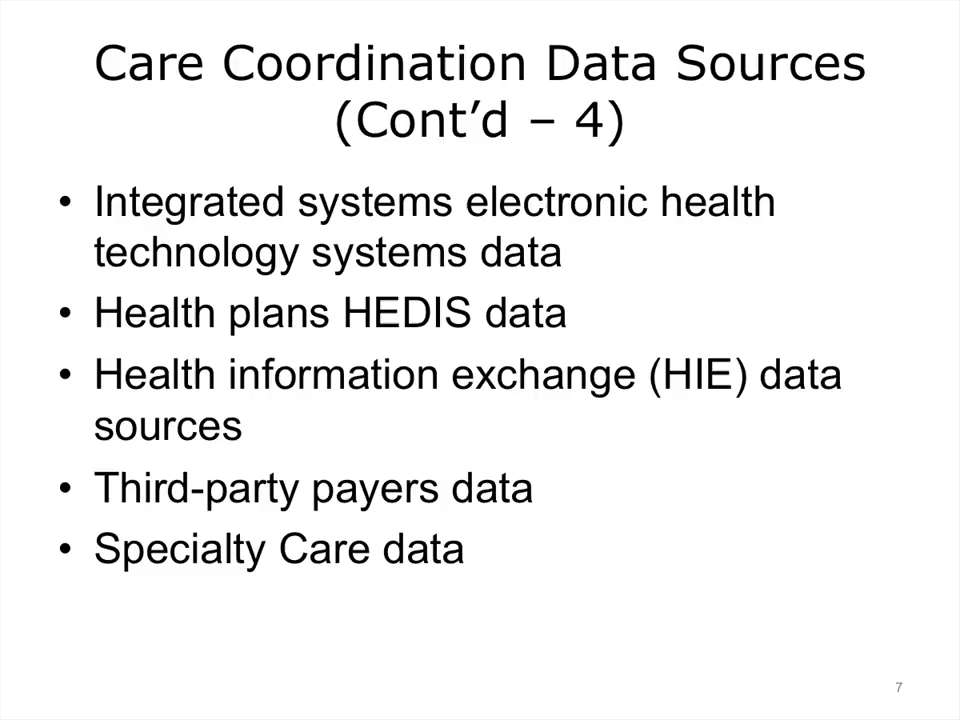 Care Coordination Data Sources
(Cont’d – 4)
• Integrated systems electronic health
technology systems data
• Health plans HEDIS data
• Health information exchange (HIE) data
sources
• Third-party payers data
• Specialty Care data
7